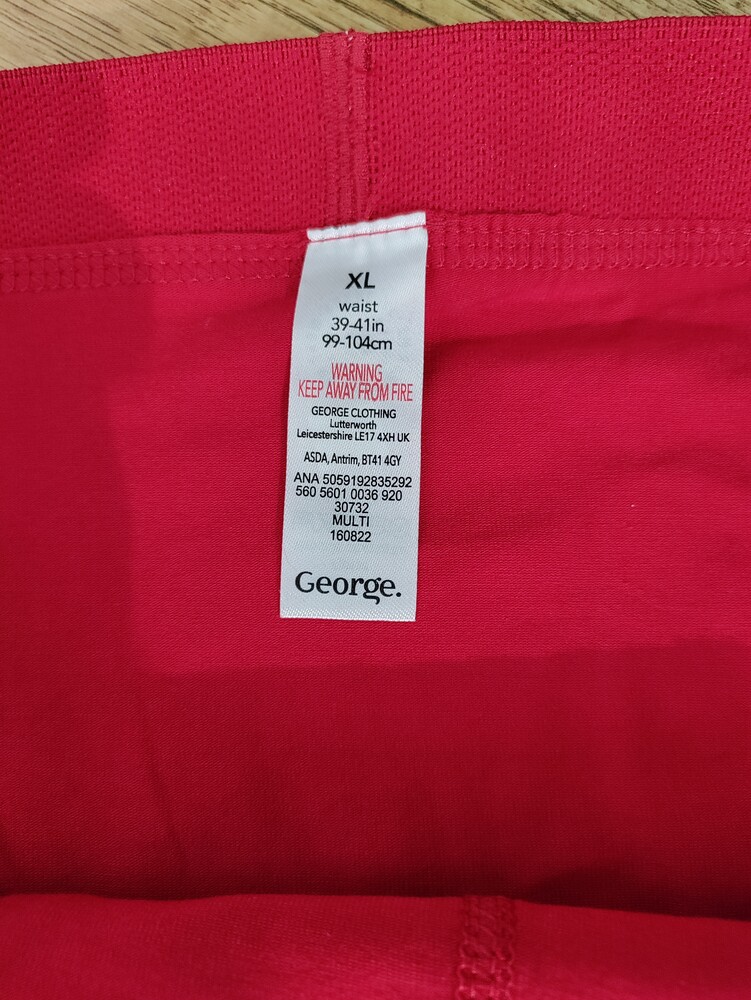 XL
waist
39-41in
99-104cm
WARNING
KEEP AWAY FROM FIRE
GEORGE CLOTHING
Lutterworth
Leicestershire LE17 4XH UK
ASDA, Antrim, BT41 4GY
ANA 5059192835292
560 5601 0036 920
30732
MULTI
160822
George.